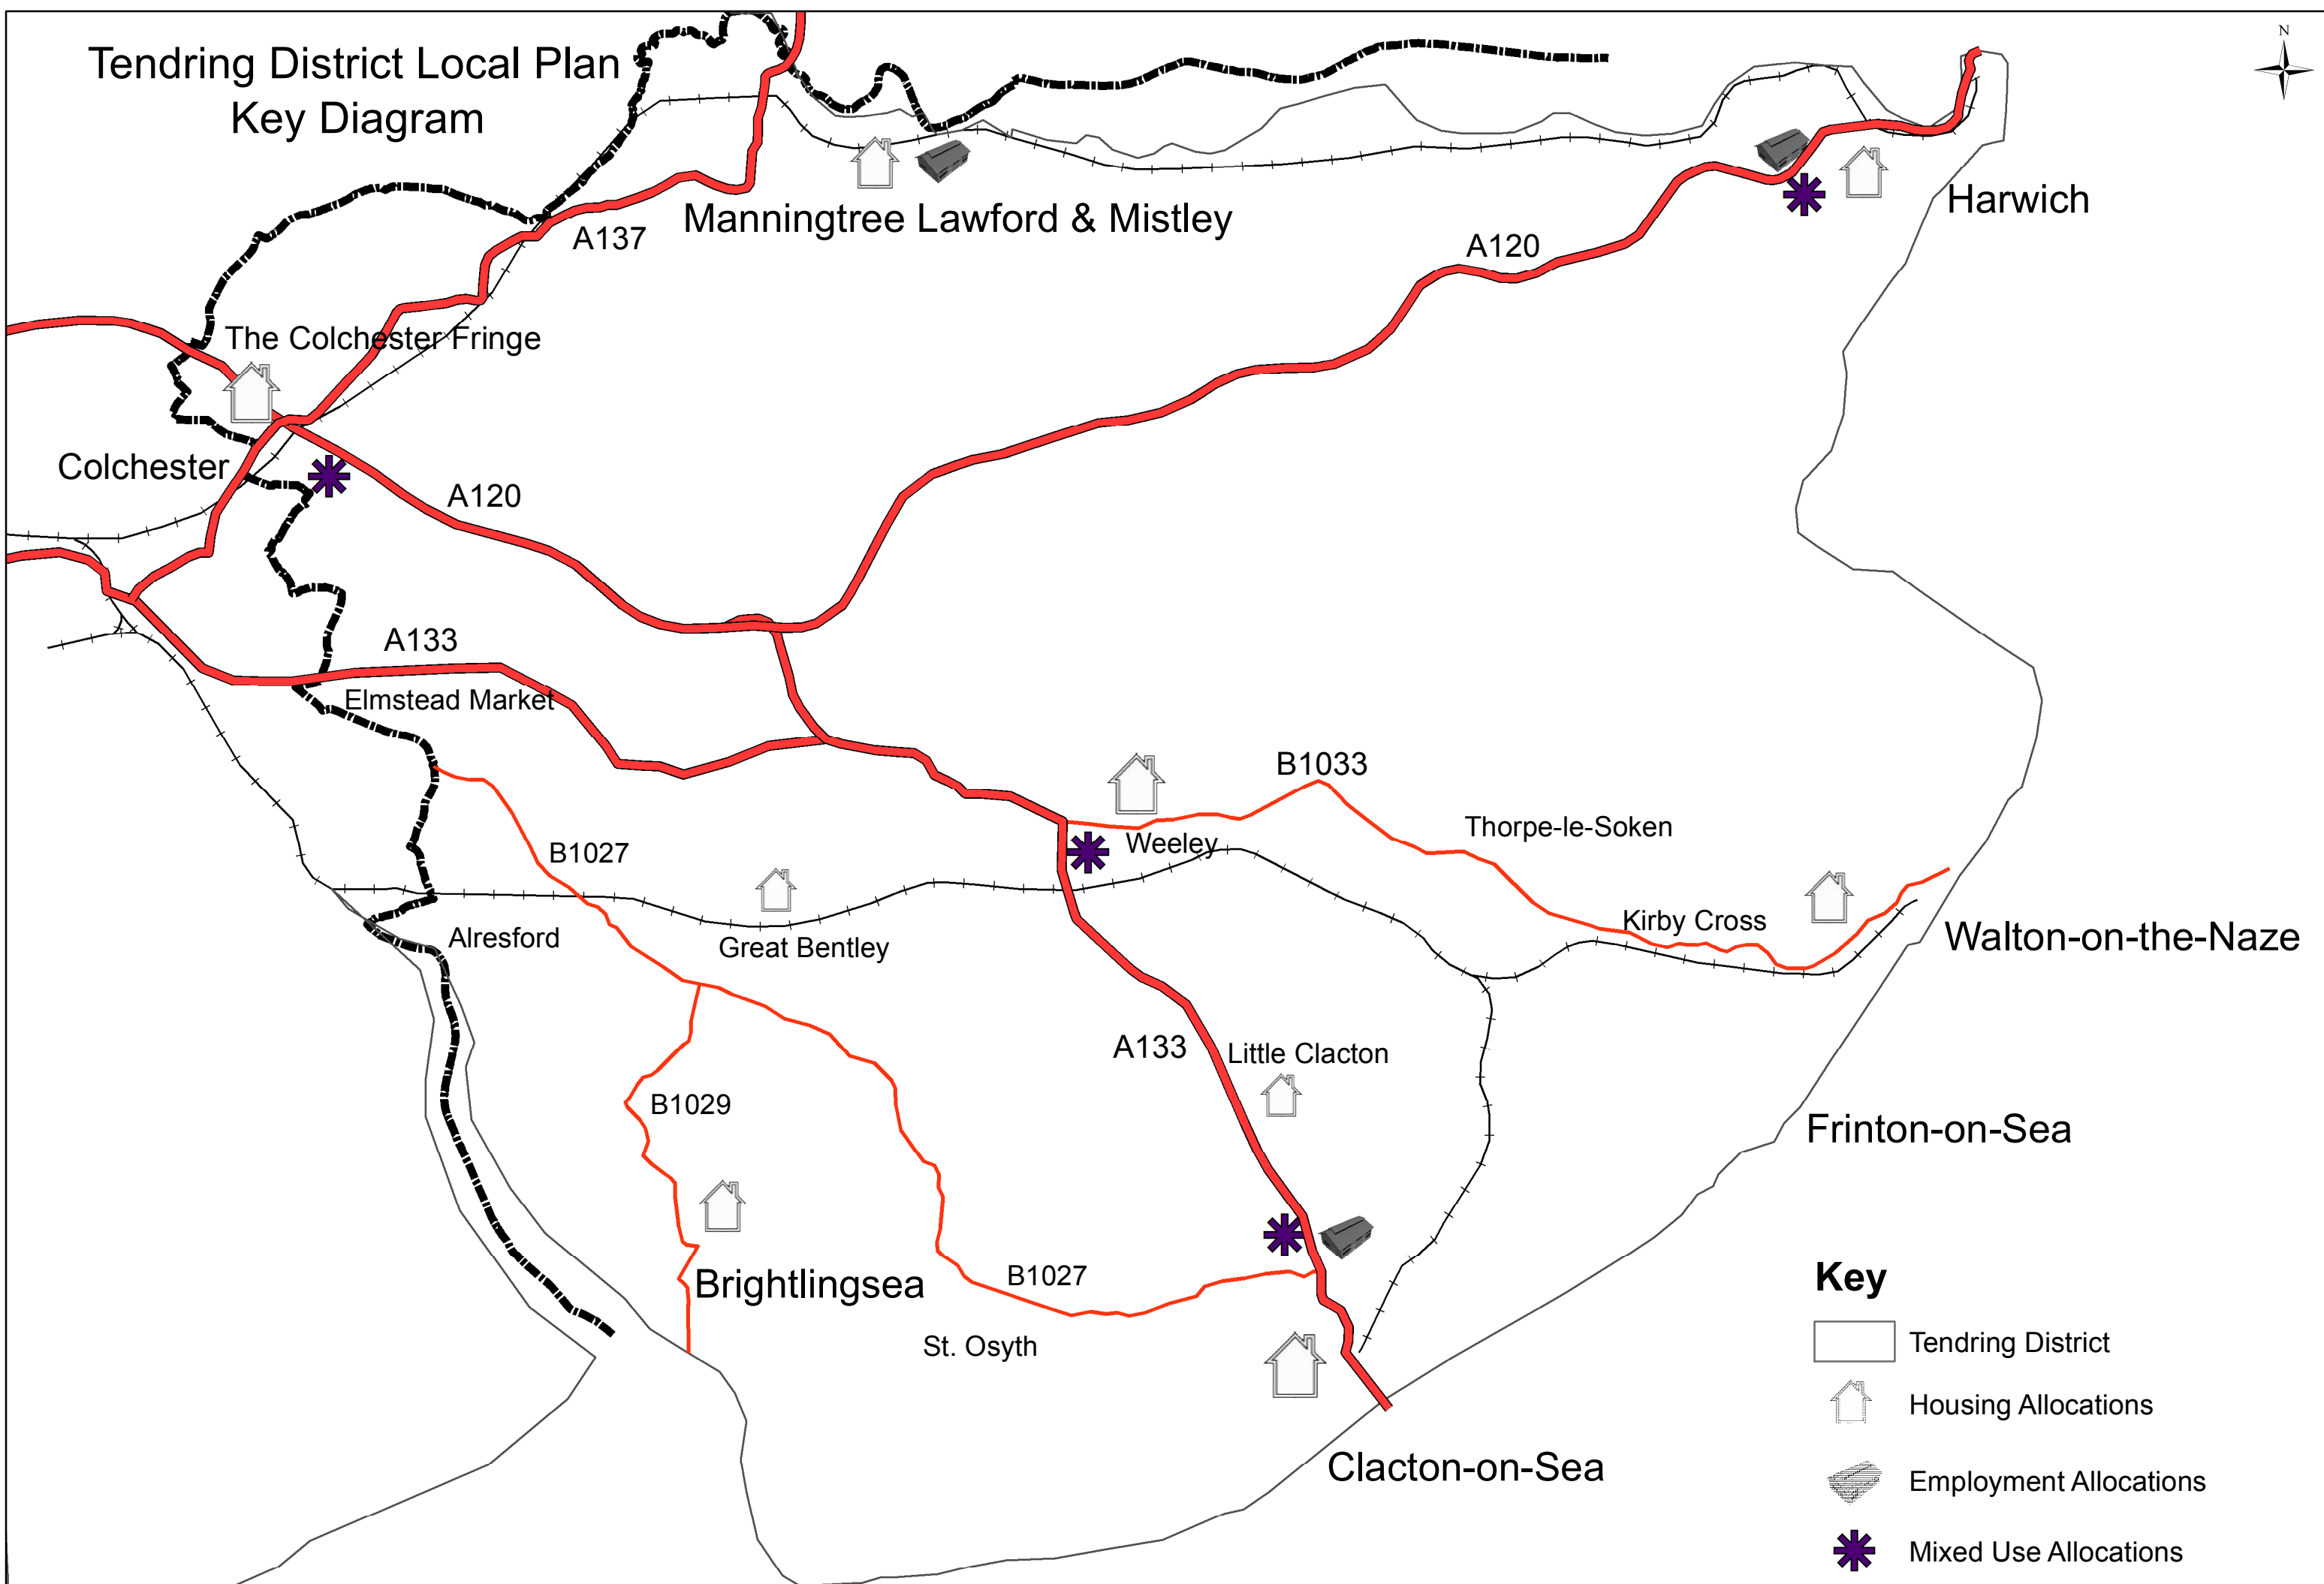 N
Tendring District Local Plan
Key Diagram
Harwich
Manningtree Lawford & Mistley
A137
A120
The Colchester Fringe
Colchester
A120
A133
Elmstead Market
B1033
Thorpe-le-Soken
Weeley
B1027
Kirby Cross
Walton-on-the-Naze
Alresford
Great Bentley
A133
Little Clacton
B1029
Frinton-on-Sea
Brightlingsea
B1027
St. Osyth
Clacton-on-Sea
Key
Tendring District
Housing Allocations
Employment Allocations
Mixed Use Allocations